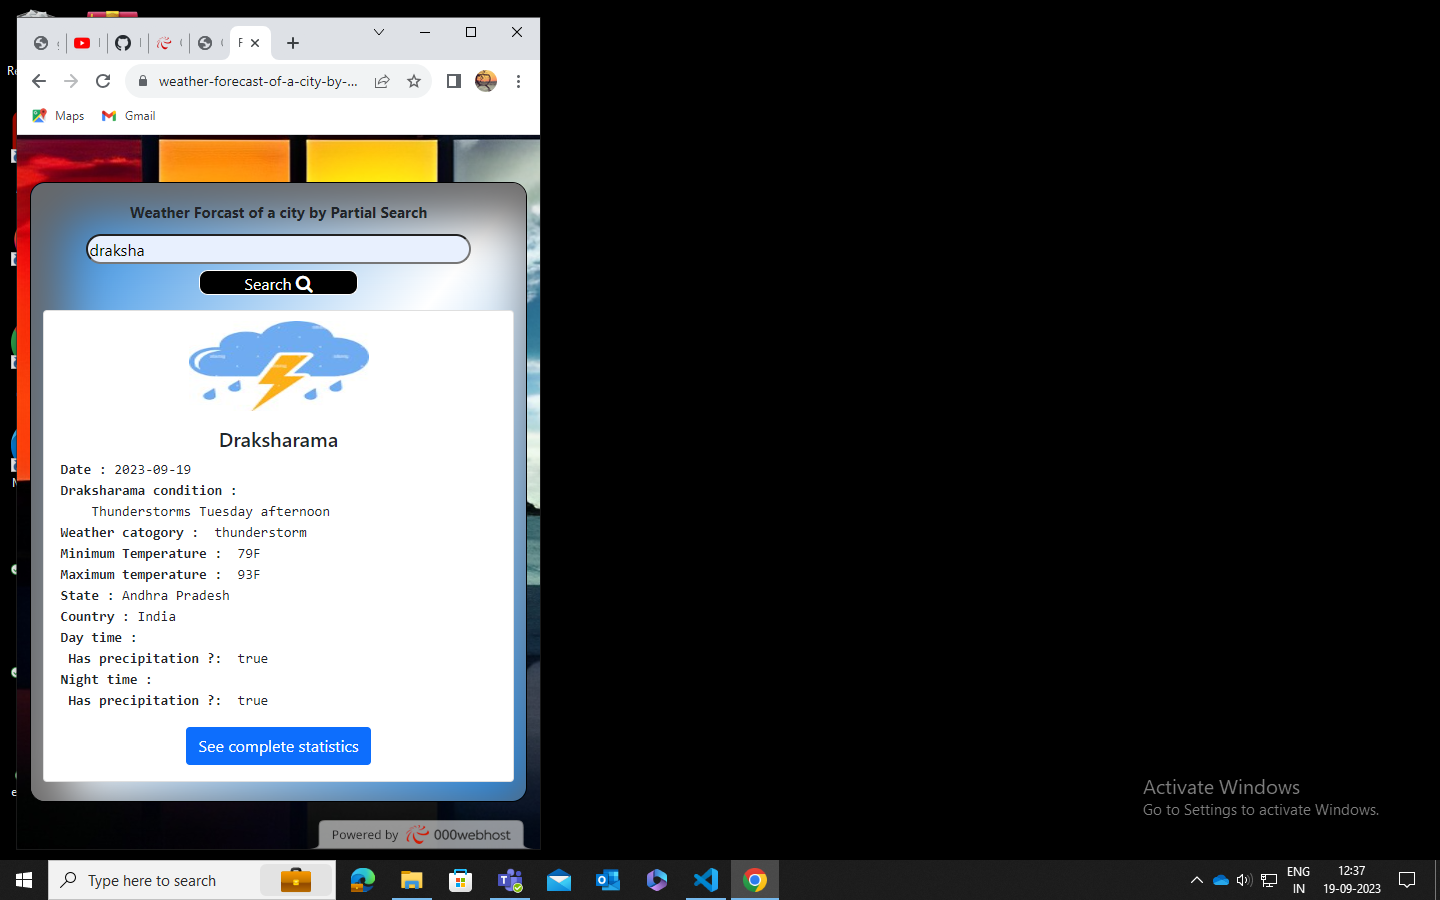 Re
weather-forecast-of-a-city-by-...
Maps
Gmail
Weather Forcast of a city by Partial Search
draksha
Search
Draksharama
Date : 2023-09-19
Draksharama condition :
Thunderstorms Tuesday afternoon
Weather catogory : thunderstorm
Minimum Temperature : 79F
Maximum temperature : 93F
State : Andhra Pradesh
Country : India
Day time :
Has precipitation ?: true
Night time :
Has precipitation ?: true
See complete statistics
Powered by 000webhost
Activate Windows
Go to Settings to activate Windows.
Type here to search
ENG
IN
12:37
19-09-2023